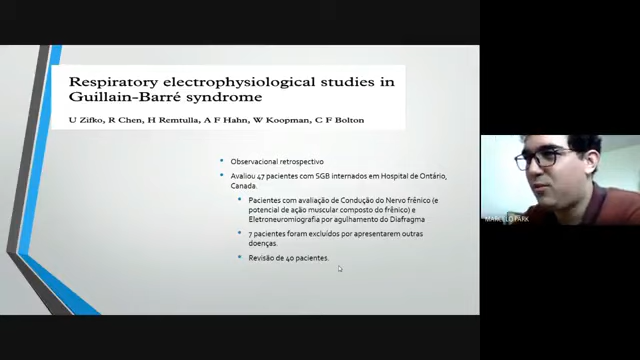 Respiratory electrophysiological studies in
Guillain-Barré syndrome
U Zifko, R Chen, H Remtulla, A F Hahn, W Koopman, C F Bolton
• Observacional retrospectivo
• Avaliou 47 pacientes com SGB internados em Hospital de Ontário,
Canada.
• Pacientes com avaliação de Condução do Nervo frênico (e
potencial de ação muscular composto do frênico) e
Eletroneuromiografia por agulhamento do Diafragma
• 7 pacientes foram excluídos por apresentarem outras
doenças.
• Revisão de 40 pacientes.
MARCELO PARK